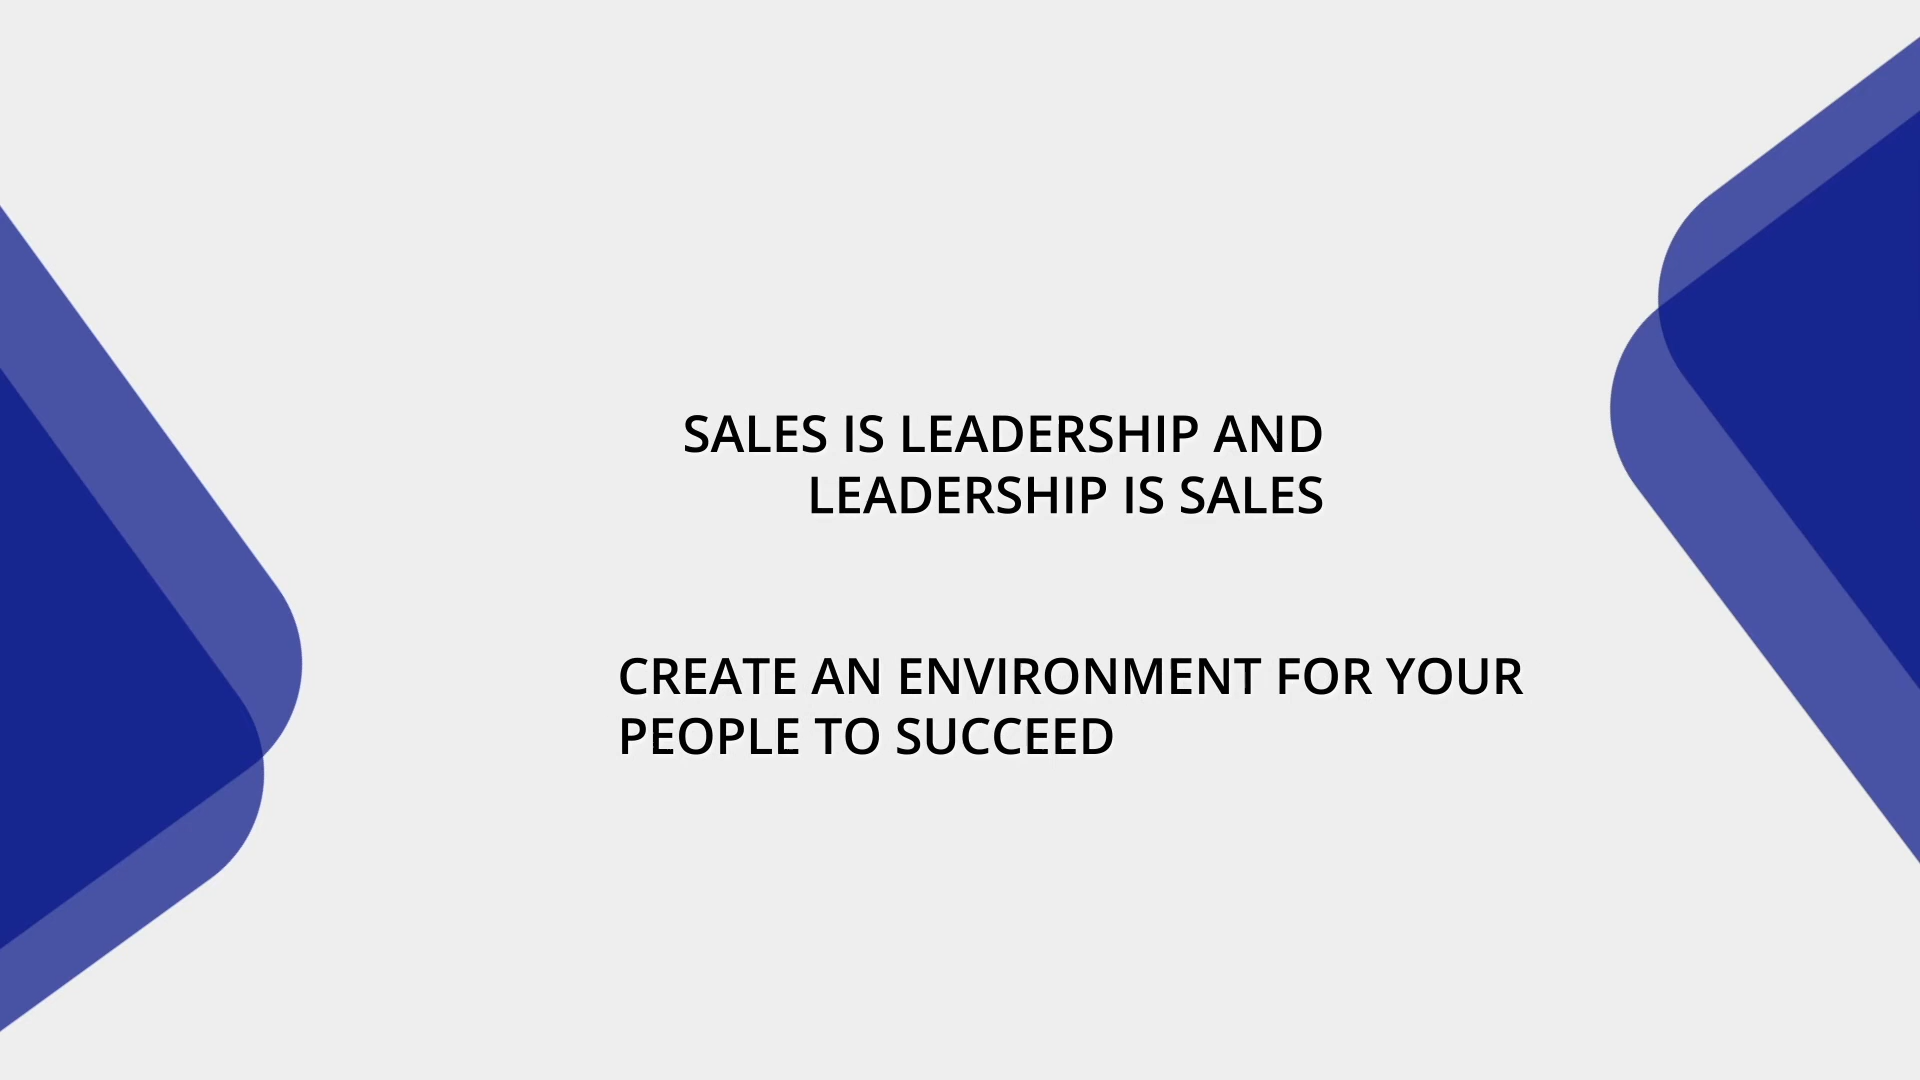 SALES IS LEADERSHIP AND
LEADERSHIP IS SALES
CREATE AN ENVIRONMENT FOR YOUR
PEOPLE TO SUCCEED